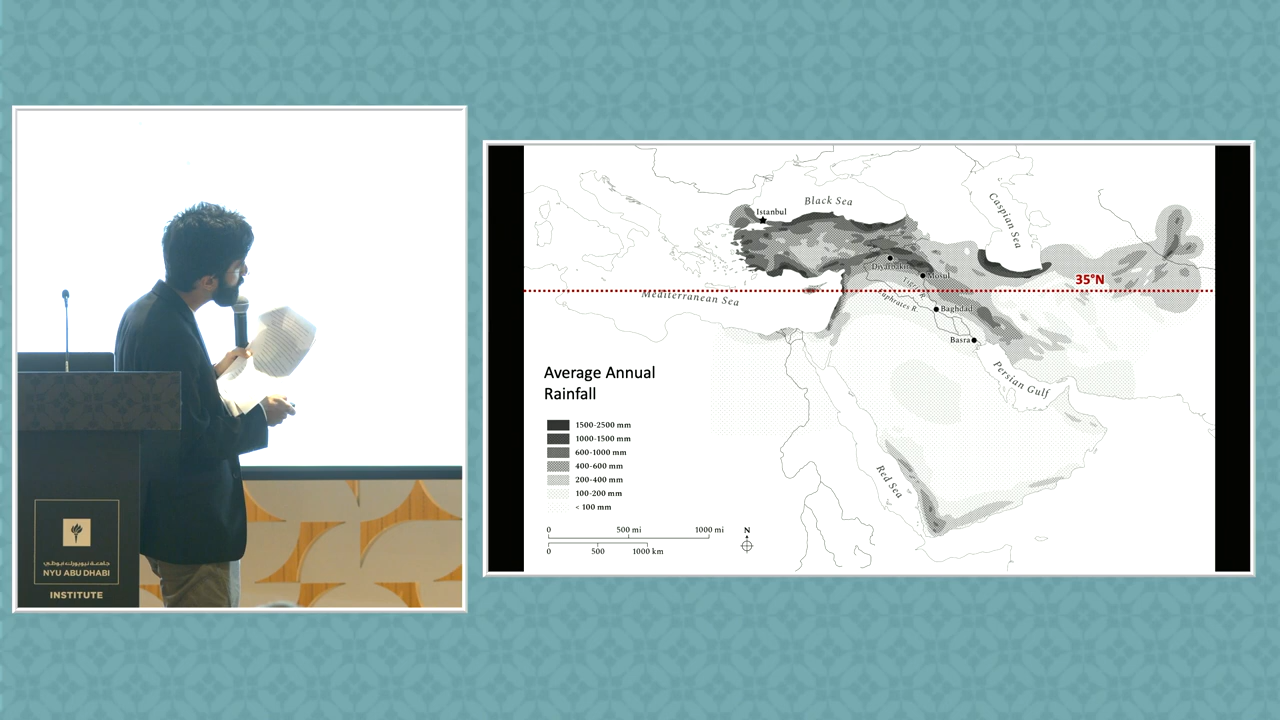 جامعة نيويورك أبوظبي
NYU ABU DHABI
INSTITUTE
Black Sea
Istanbul
Caspian Sea
Diyarbakır
Mosul
35°N
Tigris R.
Mediterranean Sea
Euphrates R.
Baghdad
Basra
Persian Gulf
Red Sea
Average Annual
Rainfall
1500-2500 mm
1000-1500 mm
600-1000 mm
400-600 mm
200-400 mm
100-200 mm
< 100 mm
0 500 mi 1000 mi
0 500 1000 km
N